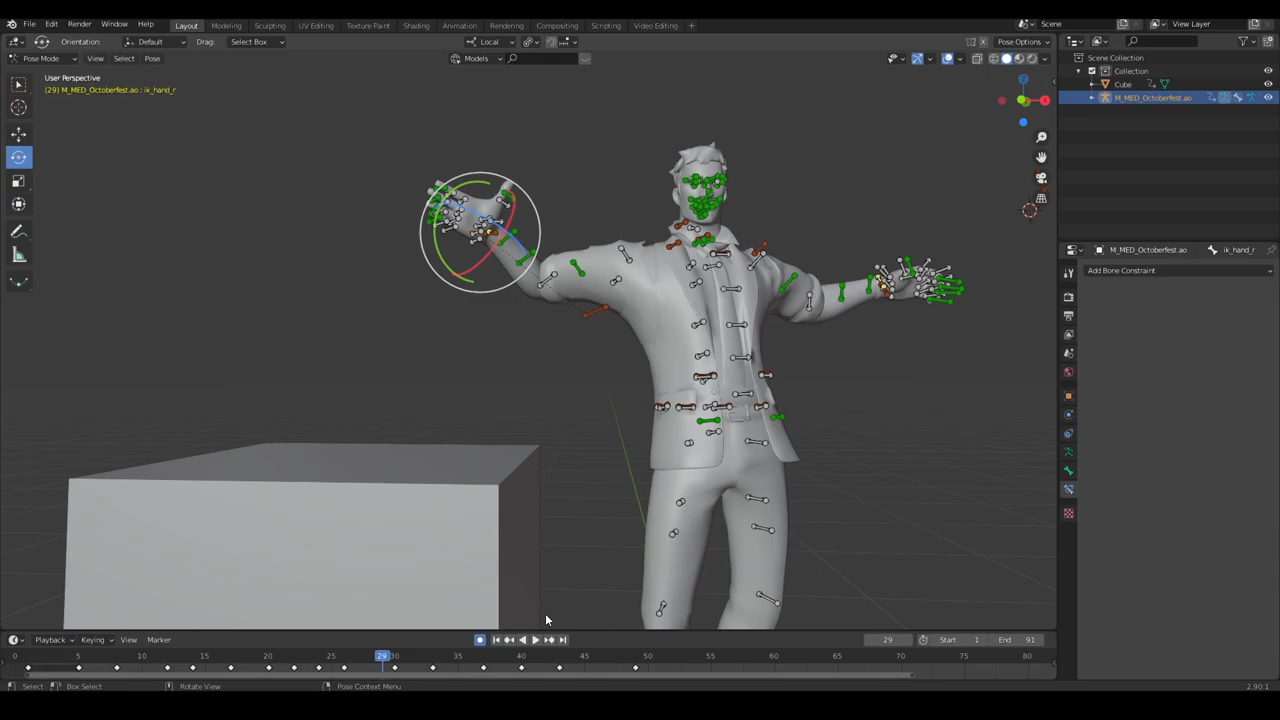 File Edit Render Window Help Layout Modeling Sculpting UV Editing Texture Paint Shading Animation Rendering Compositing Scripting Video Editing + Scene View Layer
Orientation: Default Drag: Select Box Local Pose Options
Pose Mode View Select Pose Models
User Perspective
(29) M_MED_Octoberfest.ao : ik_hand_r
Scene Collection
Collection
Cube
M_MED_Octoberfest.ao
M_MED_Octoberfest.ao ik_hand_r
Add Bone Constraint
Playback Keying View Marker 29 Start 1 End 91
0 5 10 15 20 25 29 30 35 40 45 50 55 60 65 70 75 80
Select Box Select Rotate View Pose Context Menu 2.90.1